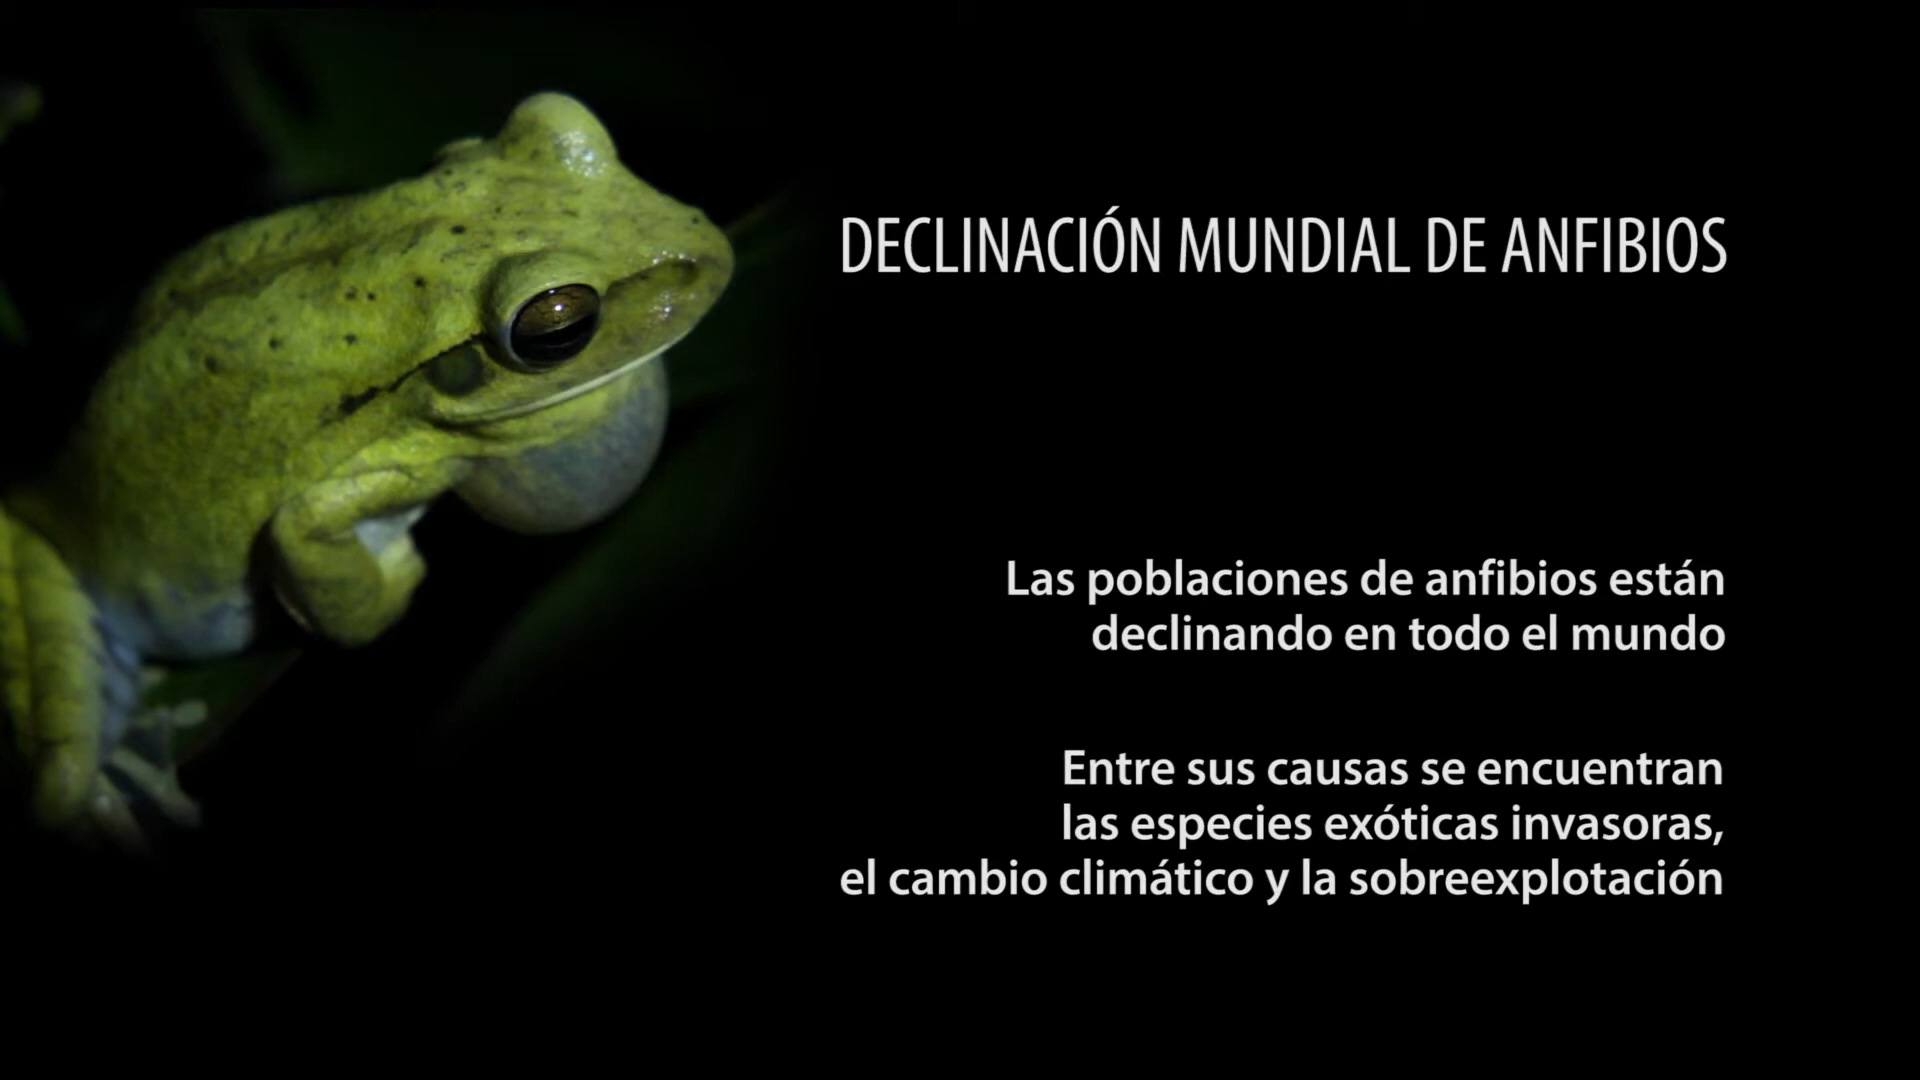 DECLINACIÓN MUNDIAL DE ANFIBIOS
Las poblaciones de anfibios están
declinando en todo el mundo
Entre sus causas se encuentran
las especies exóticas invasoras,
el cambio climático y la sobreexplotación